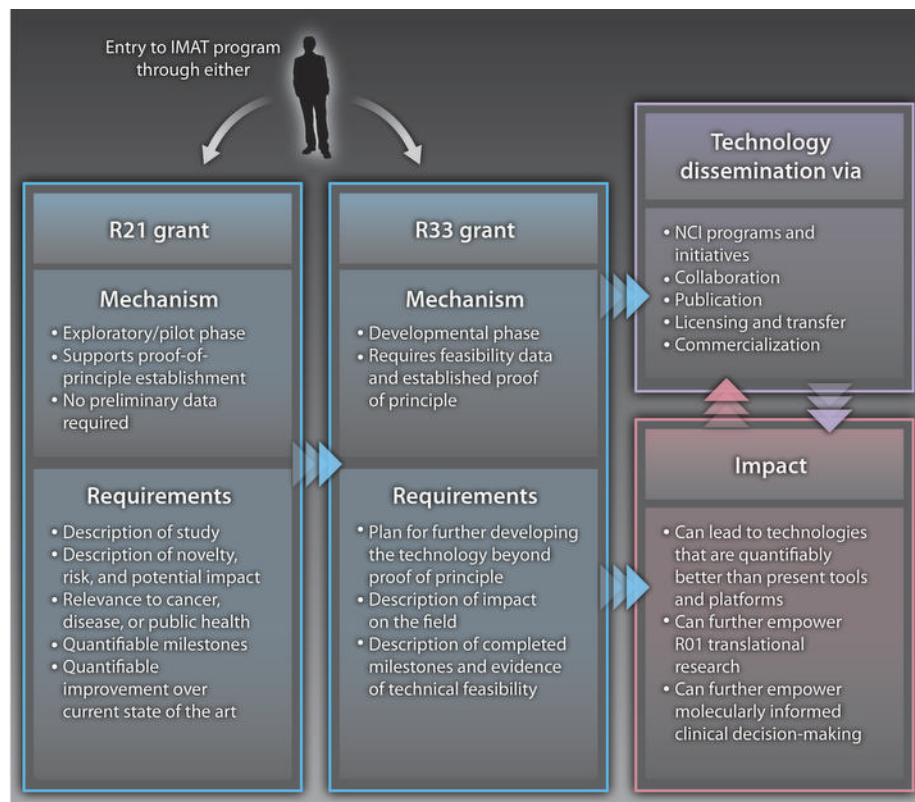 Entry to IMAT program
through either
R21 grant
Mechanism
• Exploratory/pilot phase
• Supports proof-of-
principle establishment
• No preliminary data
required
Requirements
• Description of study
• Description of novelty,
risk, and potential impact
• Relevance to cancer,
disease, or public health
• Quantifiable milestones
• Quantifiable
improvement over
current state of the art
R33 grant
Mechanism
• Developmental phase
• Requires feasibility data
and established proof
of principle
Requirements
• Plan for further developing
the technology beyond
proof of principle
• Description of impact
on the field
• Description of completed
milestones and evidence
of technical feasibility
Technology
dissemination via
• NCI programs and
initiatives
• Collaboration
• Publication
• Licensing and transfer
• Commercialization
Impact
• Can lead to technologies
that are quantifiably
better than present tools
and platforms
• Can further empower
R01 translational
research
• Can further empower
molecularly informed
clinical decision-making